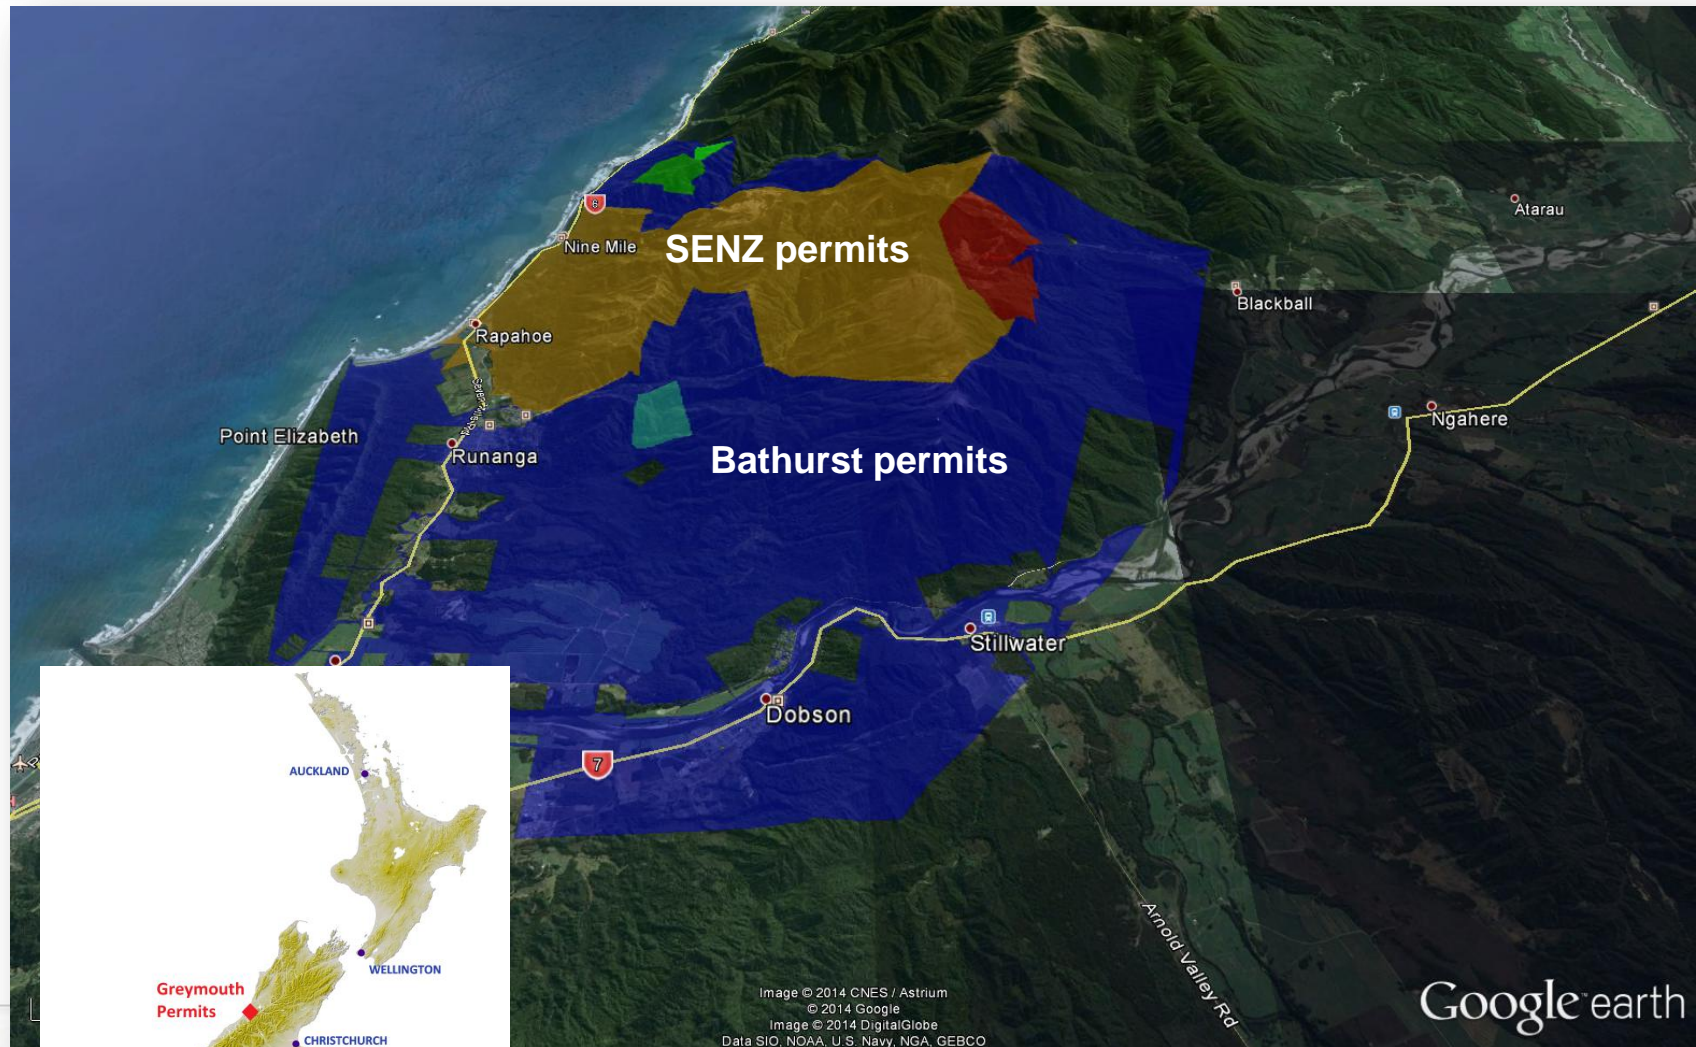 Atarau
6
Nine Mile
SENZ permits
Blackball
Rapahoe
Ngahere
Point Elizabeth
Runanga
Bathurst permits
Stillwater
Dobson
7
AUCKLAND
WELLINGTON
Greymouth
Permits
CHRISTCHURCH
Arnold Valley Rd
Image © 2014 CNES / Astrium
© 2014 Google
Image © 2014 DigitalGlobe
Data SIO, NOAA, U.S. Navy, NGA, GEBCO
Google earth